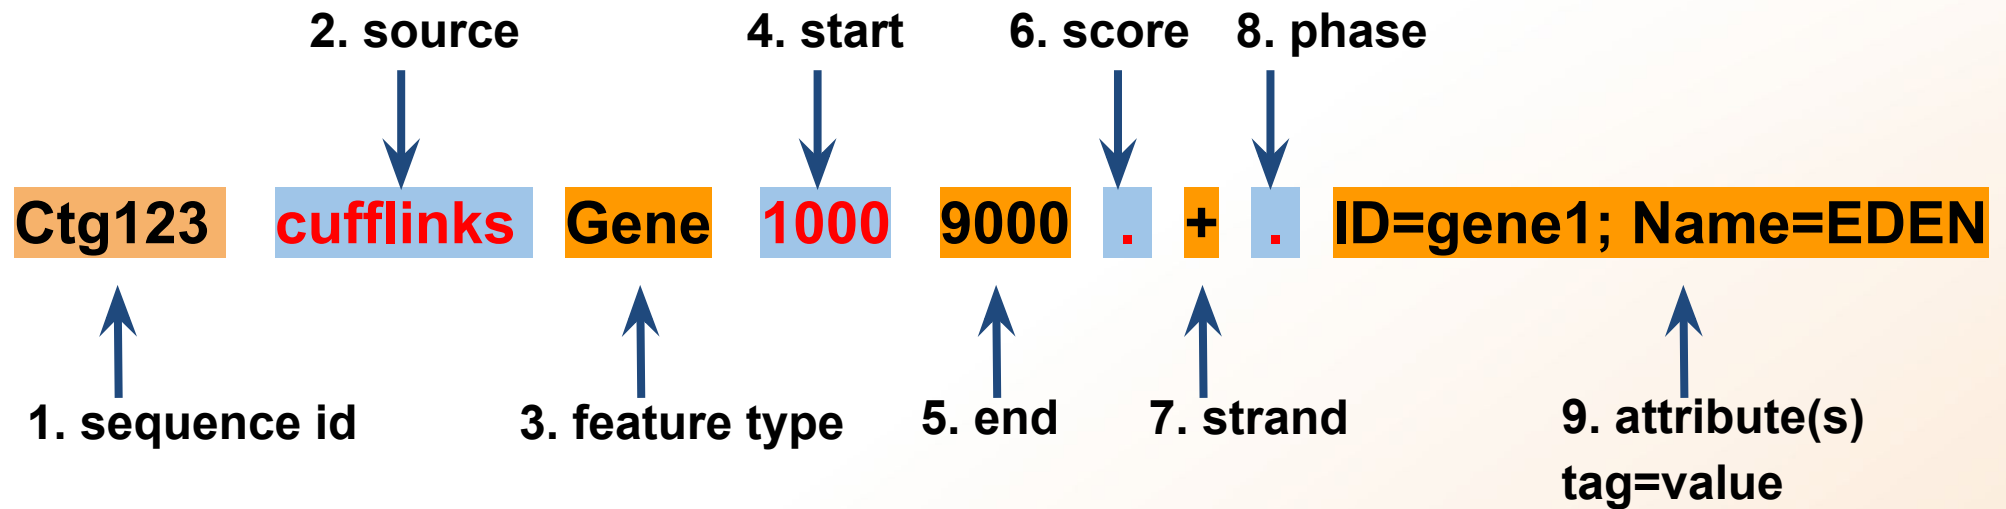 2. source 4. start 6. score 8. phase
Ctg123 cufflinks Gene 1000 9000 . + . ID=gene1; Name=EDEN
1. sequence id 3. feature type 5. end 7. strand 9. attribute(s)
tag=value